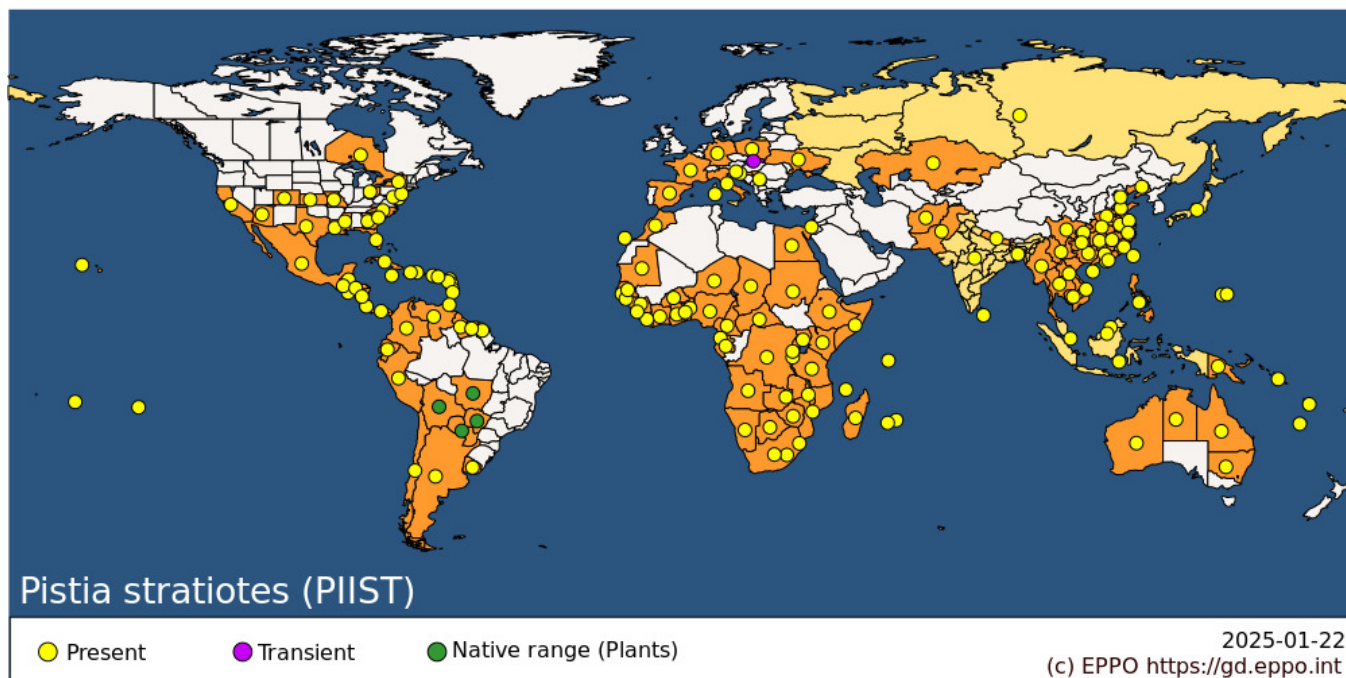 Pistia stratiotes (PIIST)
Present
Transient
Native range (Plants)
2025-01-22
(c) EPPO https://gd.eppo.int